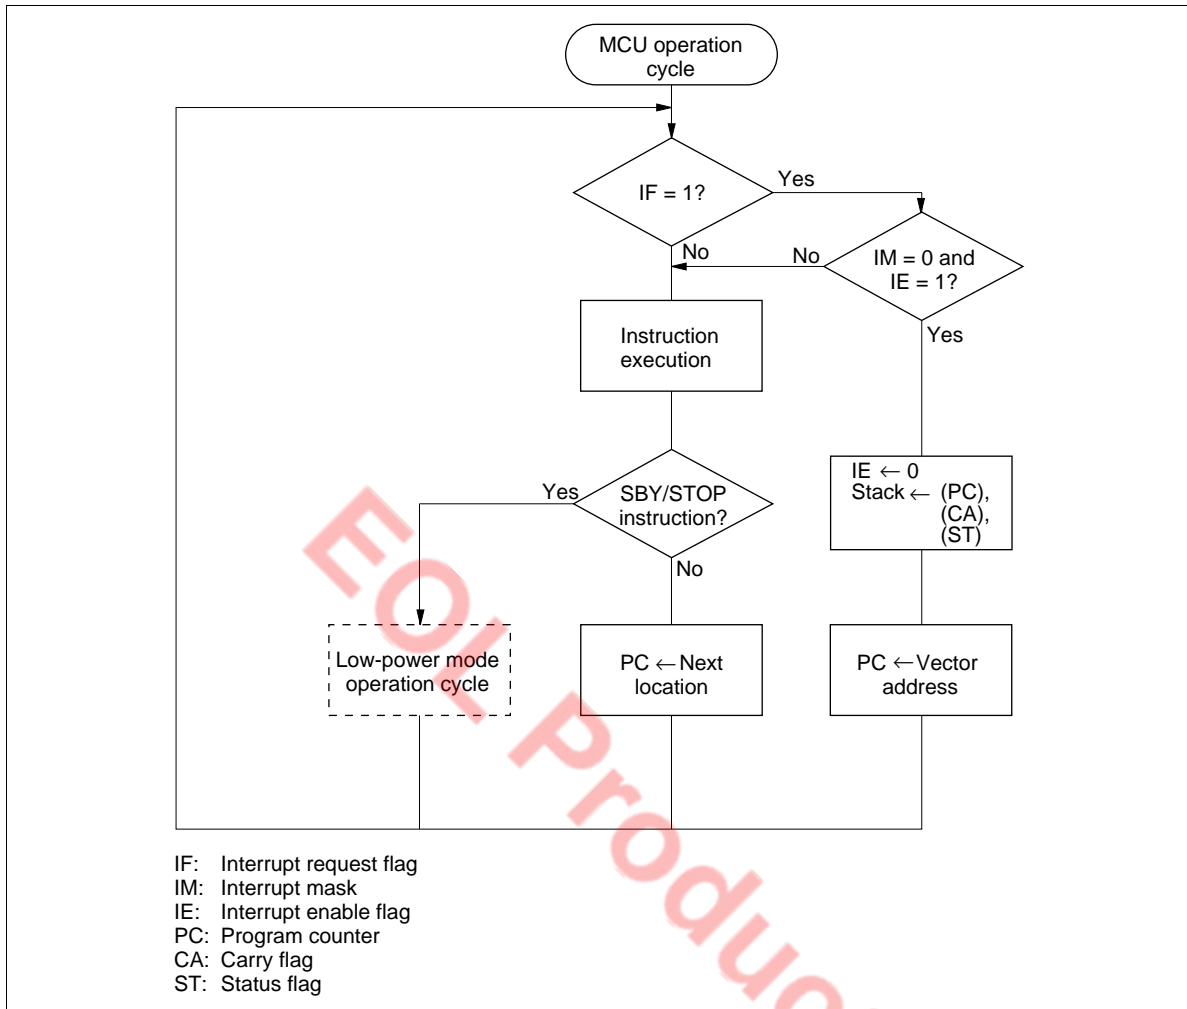 MCU operation
cycle
IF = 1?
Yes
No
No
IM = 0 and
IE = 1?
Yes
Instruction
execution
IE ← 0
Stack ← (PC),
(CA),
(ST)
Yes
SBY/STOP
instruction?
No
Low-power mode
operation cycle
PC ← Next
location
PC ← Vector
address
IF: Interrupt request flag
IM: Interrupt mask
IE: Interrupt enable flag
PC: Program counter
CA: Carry flag
ST: Status flag
EOL Produc